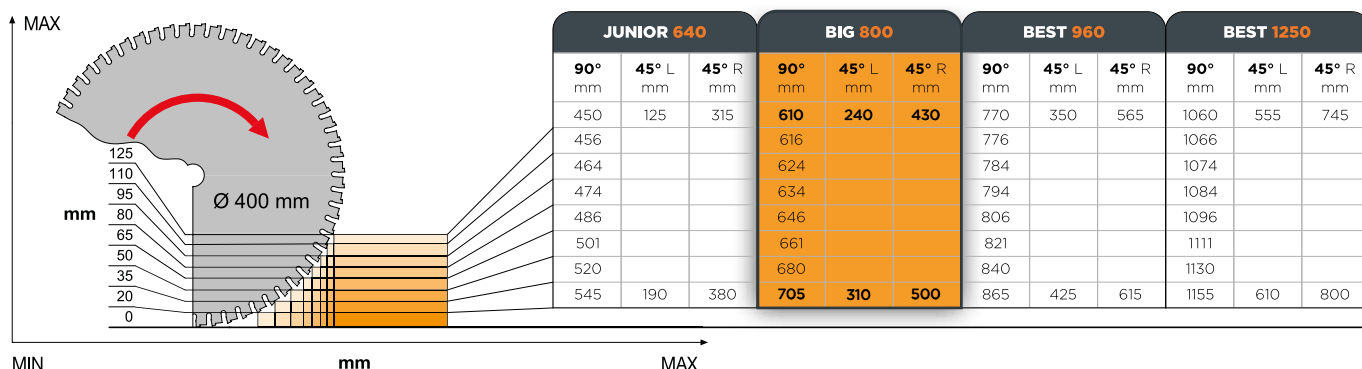 MAX
JUNIOR 640 BIG 800 BEST 960 BEST 1250
90° 45° L 45° R 90° 45° L 45° R 90° 45° L 45° R 90° 45° L 45° R
mm mm mm mm mm mm mm mm mm mm mm mm
450 125 315 610 240 430 770 350 565 1060 555 745
456 616 776 1066
464 624 784 1074
474 634 794 1084
486 646 806 1096
501 661 821 1111
520 680 840 1130
545 190 380 705 310 500 865 425 615 1155 610 800
125
110
95
80
65
50
35
20
0
mm
Ø 400 mm
MIN mm MAX